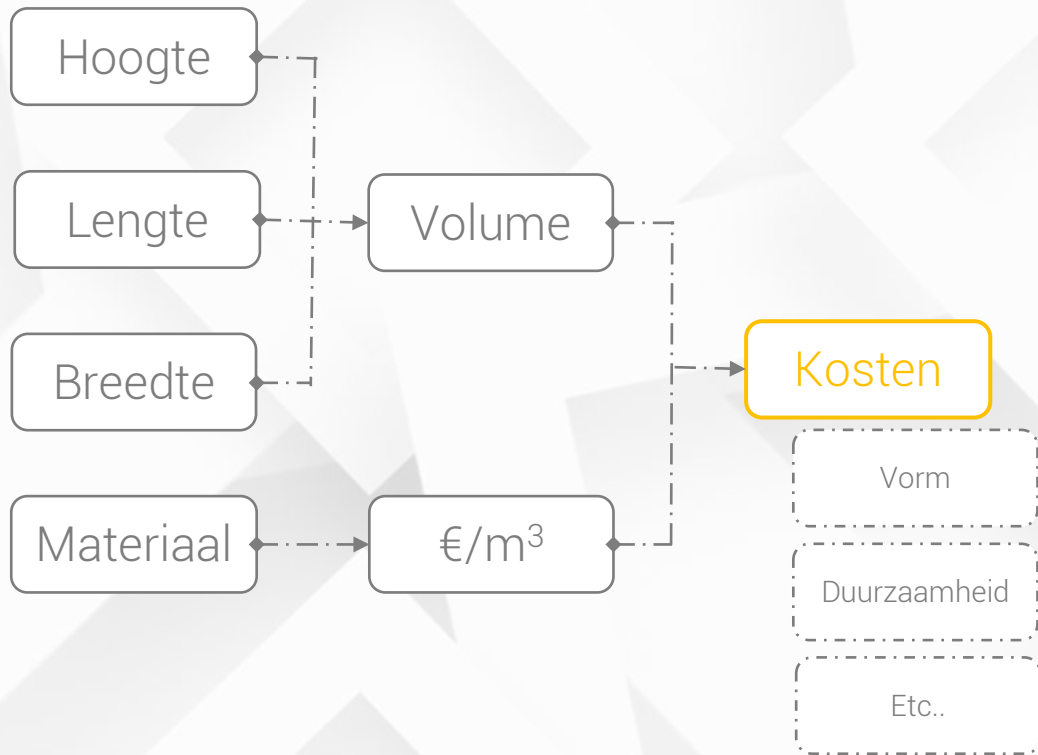 Hoogte
Lengte
Breedte
Materiaal
Volume
€/m³
Kosten
Vorm
Duurzaamheid
Etc..